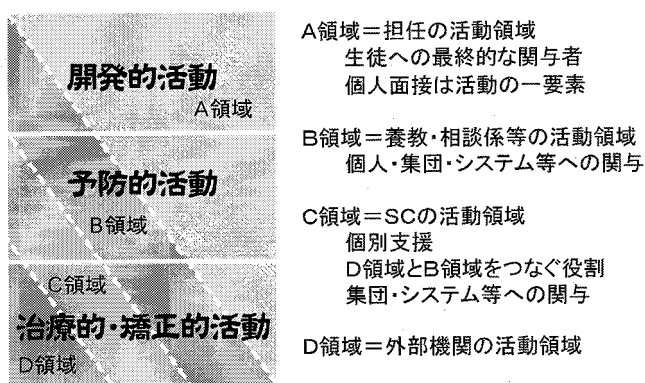 開発的活動
A領域
予防的活動
B領域
C領域
治療的・矯正的活動
D領域
A領域=担任の活動領域
生徒への最終的な関与者
個人面接は活動の一要素
B領域=養教・相談係等の活動領域
個人・集団・システム等への関与
C領域=SCの活動領域
個別支援
D領域とB領域をつなぐ役割
集団・システム等への関与
D領域=外部機関の活動領域